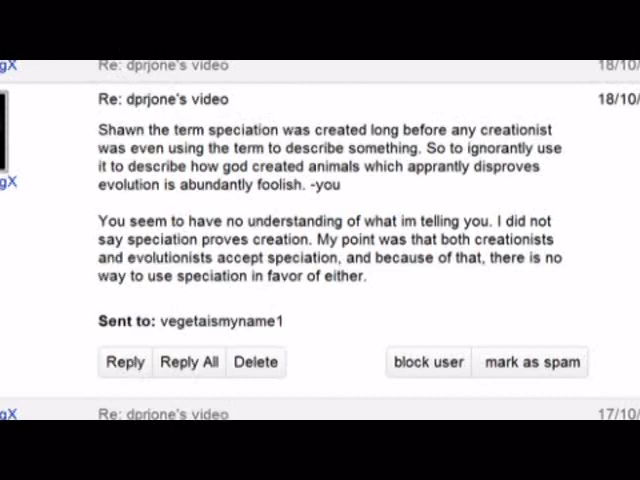 gX Re: dprjone's video 18/10/
Re: dprjone's video 18/10/
Shawn the term speciation was created long before any creationist
was even using the term to describe something. So to ignorantly use
it to describe how god created animals which apprantly disproves
gX
evolution is abundantly foolish. -you
You seem to have no understanding of what im telling you. I did not
say speciation proves creation. My point was that both creationists
and evolutionists accept speciation, and because of that, there is no
way to use speciation in favor of either.
Sent to: vegetaismyname1
Reply Reply All Delete block user mark as spam
gX Re: dprjone's video 17/10/